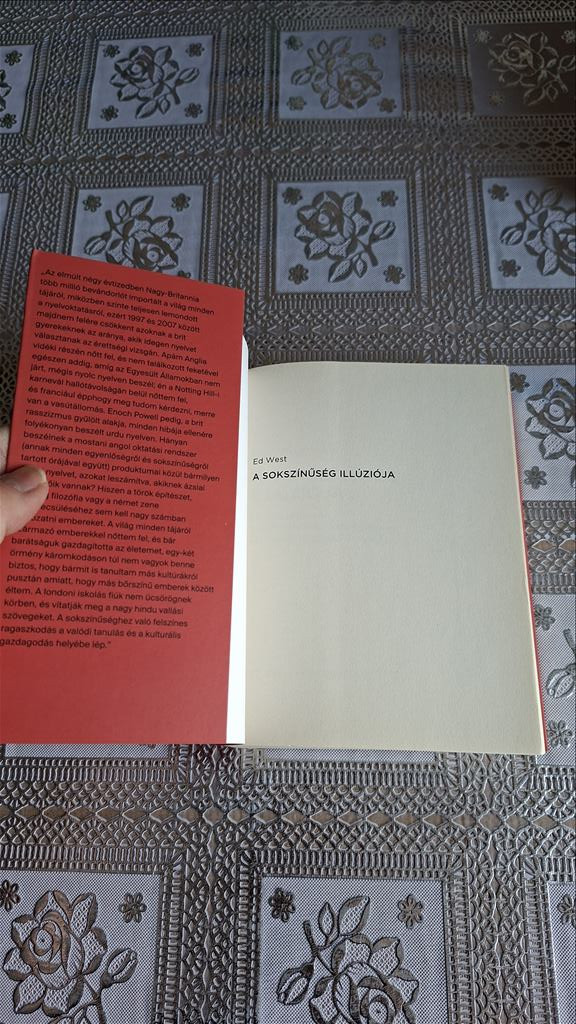 „Az elmúlt négy évtizedben Nagy-Britannia
több millió bevándorlót importált a világ minden
tájáról, miközben szinte teljesen lemondott
a nyelvoktatásról, ezért 1997 és 2007 között
majdnem felére csökkent azoknak a brit
gyerekeknek az aránya, akik idegen nyelvet
választanak az érettségi vizsgán. Apám Anglia
vidéki részén nőtt fel, és nem találkozott feketével
egészen addig, amíg az Egyesült Államokban nem
járt, mégis nyolc nyelven beszél; én a Notting Hill-i
karnevál hallótávolságán belül nőttem fel,
és franciául épphogy meg tudom kérdezni, merre
van a vasútállomás. Enoch Powell pedig, a brit
rasszizmus gyűlölt alakja, minden hibája ellenére
folyékonyan beszélt urdu nyelven. Hányan
beszélnek a mostani angol oktatási rendszer
(annak minden egyenlőségről és sokszínűségről
tartott órájával együtt) produktumai közül bármilyen
nyelvet, azokat leszámítva, akiknek ázsiai
vannak? Hiszen a török építészet,
filozófia vagy a német zene
csüléséhez sem kell nagy számban
embereket. A világ minden tájáról
származó emberekkel nőttem fel, és bár
barátságuk gazdagította az életemet, egy-két
örmény káromkodáson túl nem vagyok benne
biztos, hogy bármit is tanultam más kultúrákról
pusztán amiatt, hogy más bőrszínű emberek között
éltem. A londoni iskolás fiúk nem ücsörögnek
körben, és vitatják meg a nagy hindu vallási
szövegeket. A sokszínűséghez való felszínes
ragaszkodás a valódi tanulás és a kulturális
gazdagodás helyébe lép.”
Ed West
A SOKSZÍNŰSÉG ILLÚZIÓJA